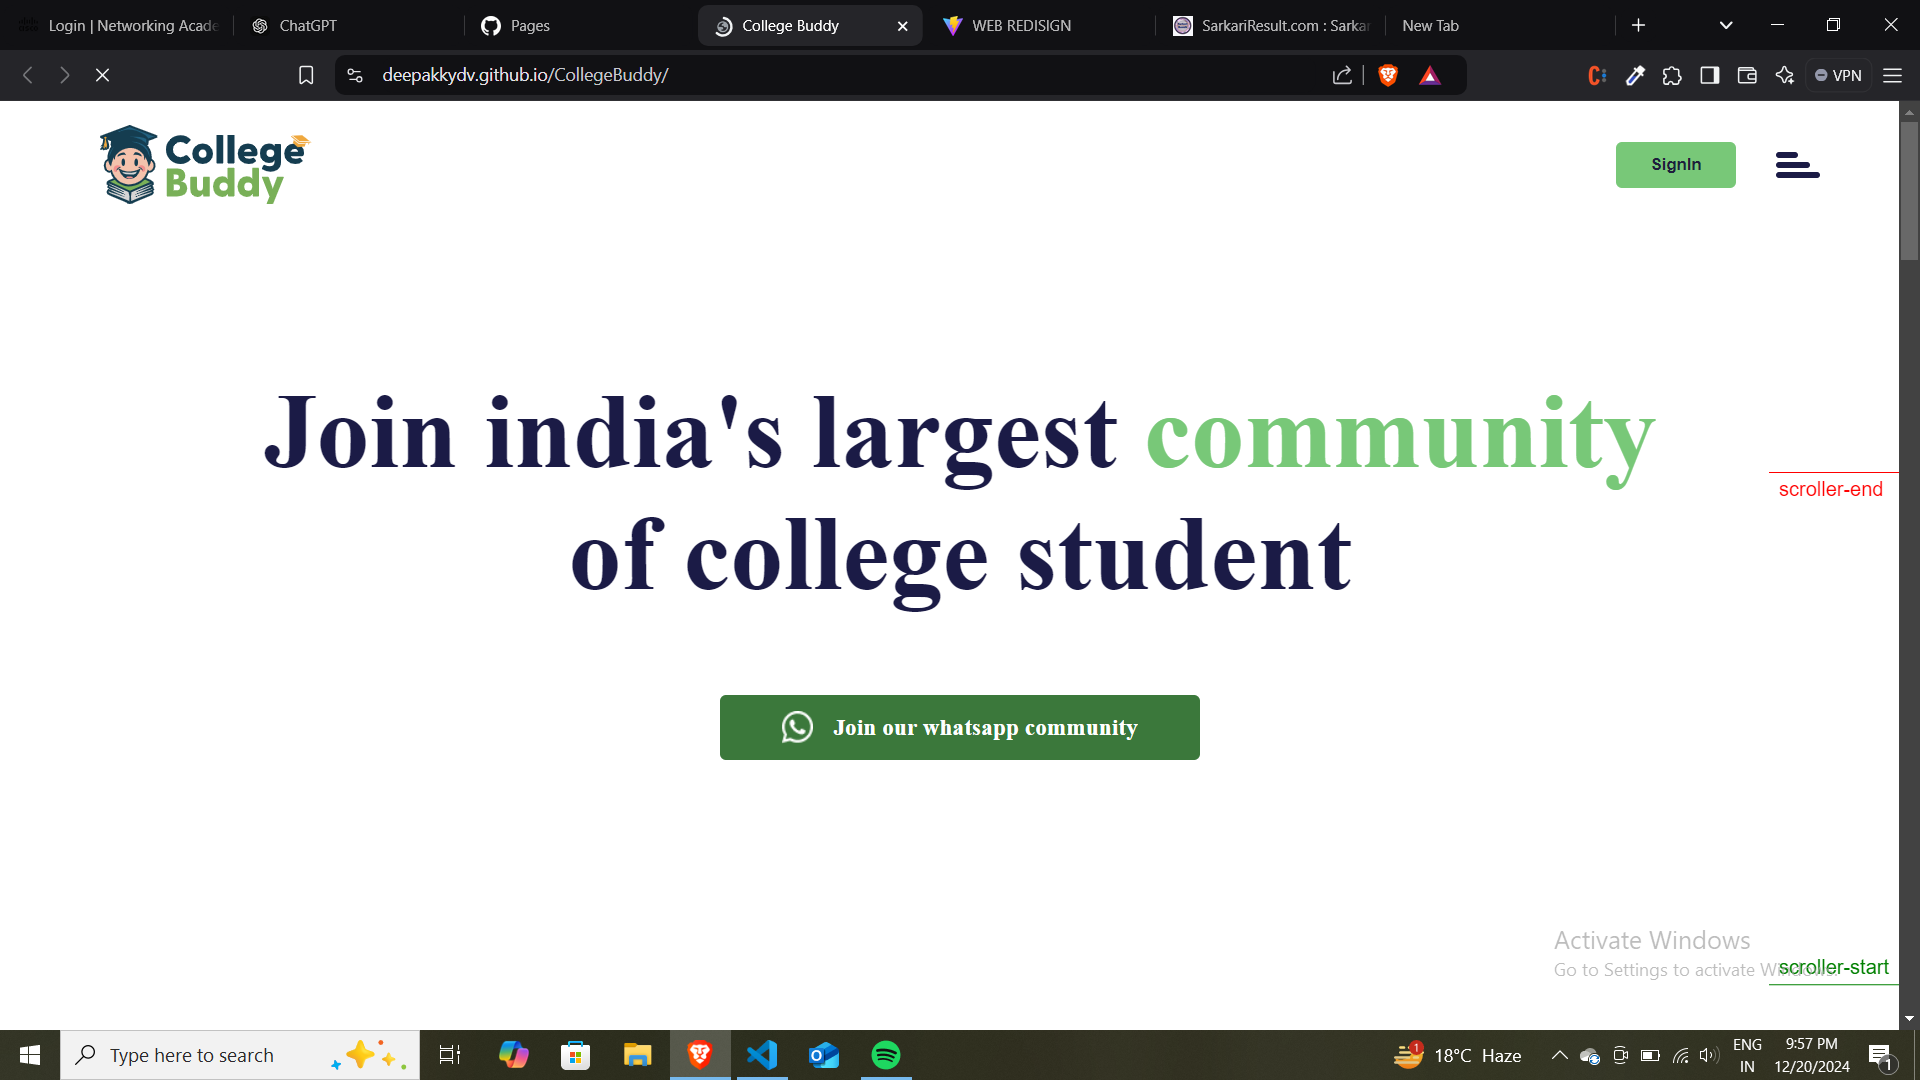 Login | Networking Acade
ChatGPT
Pages
College Buddy
WEB REDISIGN
SarkariResult.com : Sarkar
New Tab
deepakkydv.github.io/CollegeBuddy/
VPN
College
Buddy
SignIn
Join india's largest community
of college student
scroller-end
Join our whatsapp community
Activate Windows
Go to Settings to activate Windows.
scroller-start
Type here to search
1
18°C Haze
ENG
IN
9:57 PM
12/20/2024
1